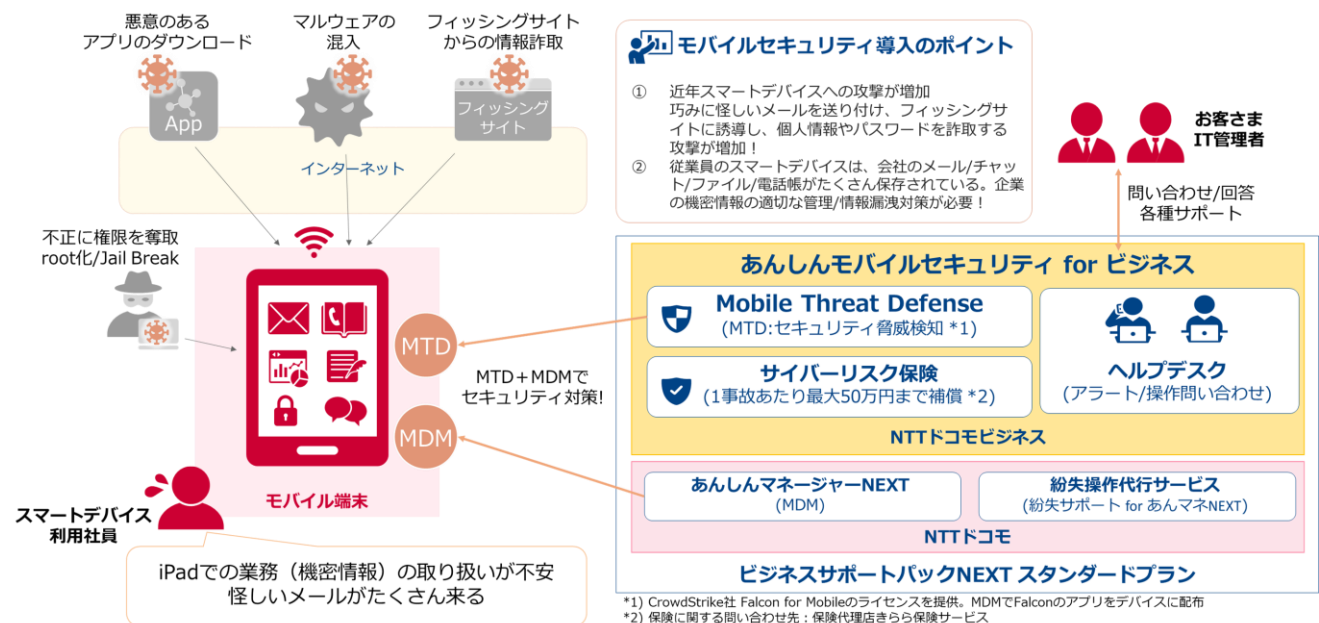 悪意のある
アプリのダウンロード
マルウェアの
混入
フィッシングサイト
からの情報詐取
App
フィッシング
サイト
インターネット
不正に権限を奪取
root化/Jail Break
MTD
MDM
MTD＋MDMで
セキュリティ対策!
モバイル端末
スマートデバイス
利用社員
iPadでの業務（機密情報）の取り扱いが不安
怪しいメールがたくさん来る
モバイルセキュリティ導入のポイント
① 近年スマートデバイスへの攻撃が増加
巧みに怪しいメールを送り付け、フィッシングサ
イトに誘導し、個人情報やパスワードを詐取する
攻撃が増加！
② 従業員のスマートデバイスは、会社のメール/チャッ
ト/ファイル/電話帳がたくさん保存されている。企業
の機密情報の適切な管理/情報漏洩対策が必要！
お客さま
IT管理者
問い合わせ/回答
各種サポート
あんしんモバイルセキュリティ for ビジネス
Mobile Threat Defense
(MTD:セキュリティ脅威検知 *1)
サイバーリスク保険
(1事故あたり最大50万円まで補償 *2)
ヘルプデスク
(アラート/操作問い合わせ)
NTTドコモビジネス
あんしんマネージャーNEXT
(MDM)
紛失操作代行サービス
(紛失サポート for あんマネNEXT)
NTTドコモ
ビジネスサポートパックNEXT スタンダードプラン
*1) CrowdStrike社 Falcon for Mobileのライセンスを提供。MDMでFalconのアプリをデバイスに配布
*2) 保険に関する問い合わせ先：保険代理店きらら保険サービス